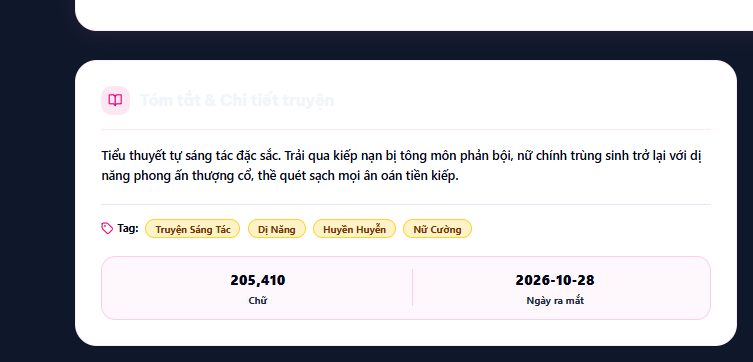 Tóm tắt & Chi tiết truyện
Tiểu thuyết tự sáng tác đặc sắc. Trải qua kiếp nạn bị tông môn phản bội, nữ chính trùng sinh trở lại với dị
năng phong ấn thượng cổ, thề quét sạch mọi ân oán tiền kiếp.
Tag: Truyện Sáng Tác Dị Năng Huyền Huyễn Nữ Cường
205,410 2026-10-28
Chữ Ngày ra mắt